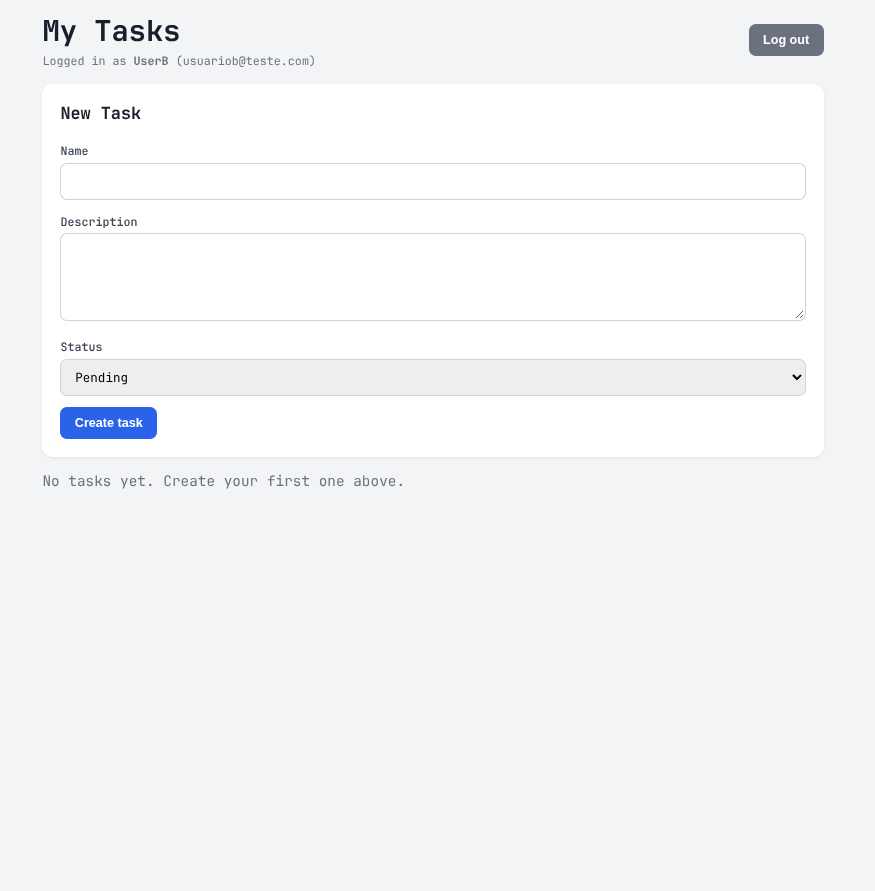 My Tasks
Logged in as UserB (usuariob@teste.com)
Log out
New Task
Name
Description
Status
Pending
Create task
No tasks yet. Create your first one above.